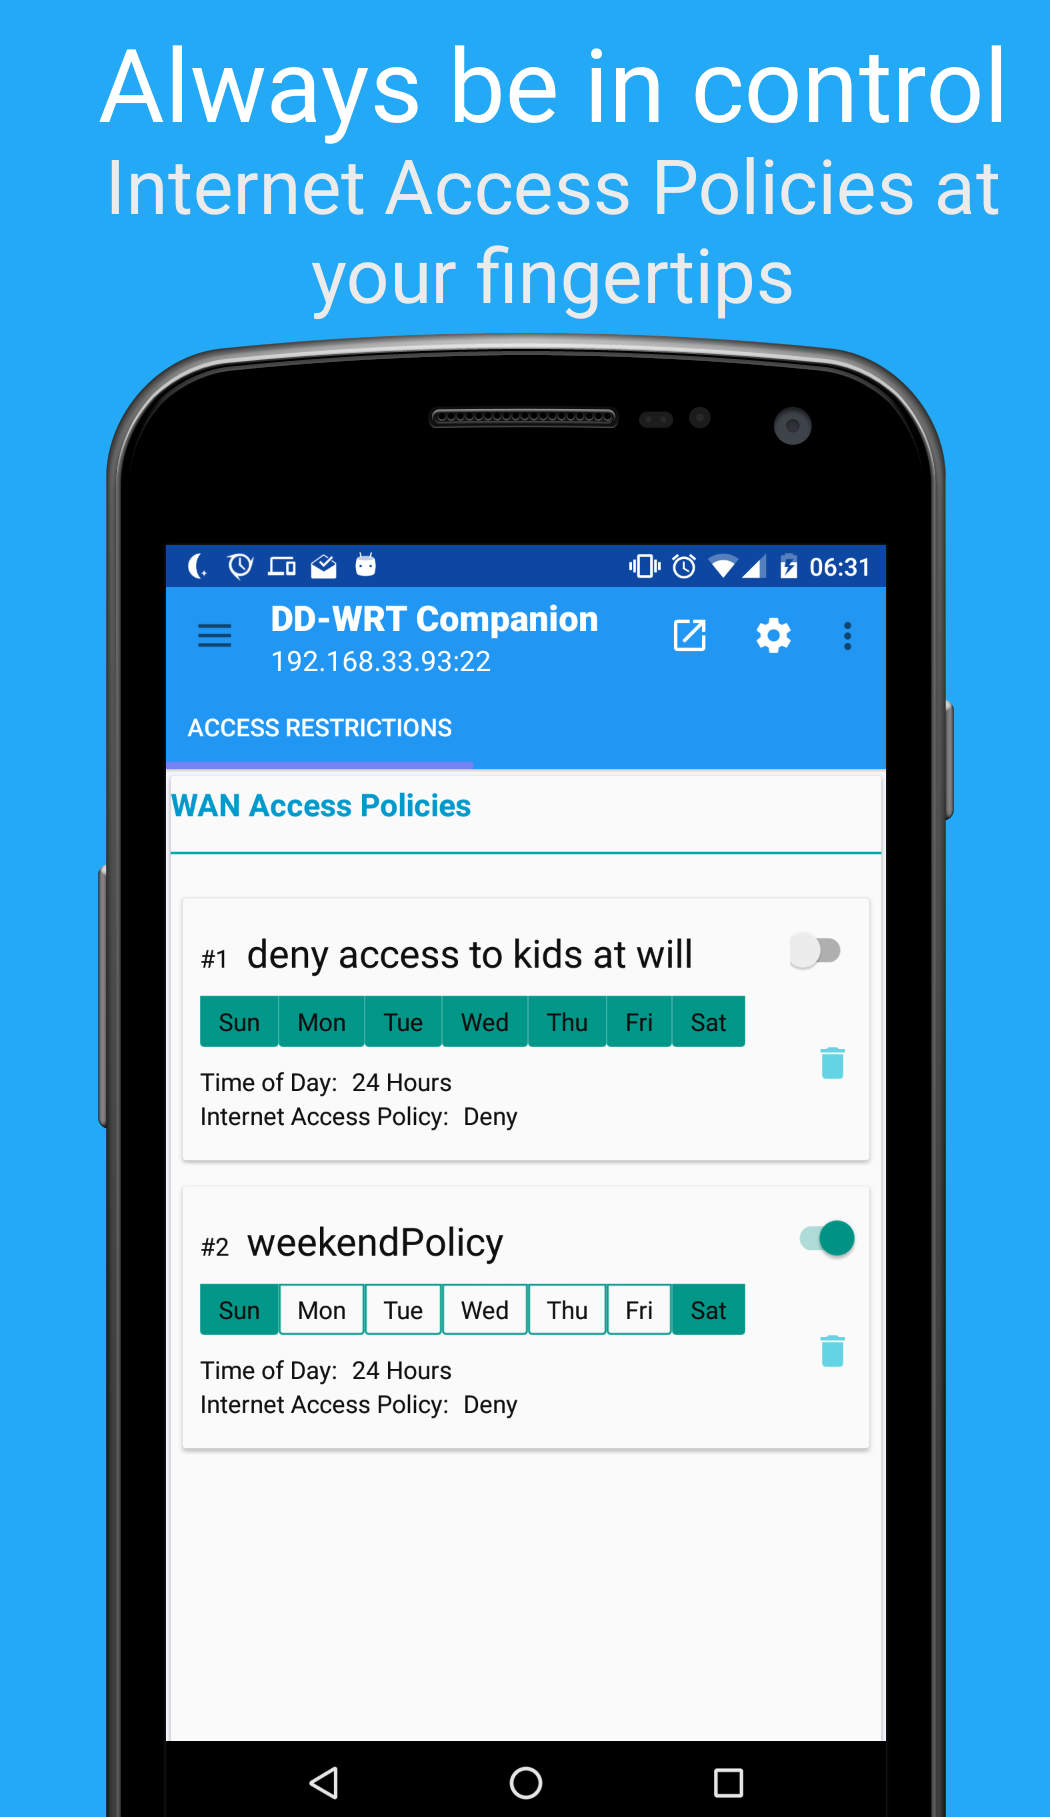 Always be in control
Internet Access Policies at
your fingertips
06:31
DD-WRT Companion
192.168.33.93:22
ACCESS RESTRICTIONS
WAN Access Policies
#1 deny access to kids at will
Sun Mon Tue Wed Thu Fri Sat
Time of Day: 24 Hours
Internet Access Policy: Deny
#2 weekendPolicy
Sun Mon Tue Wed Thu Fri Sat
Time of Day: 24 Hours
Internet Access Policy: Deny